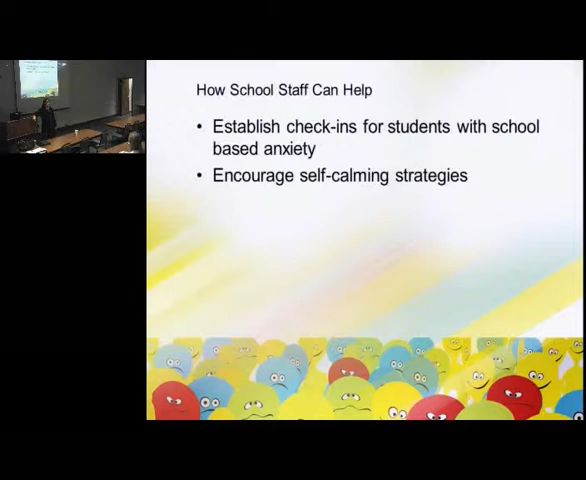 How School Staff Can Help
• Establish check-ins for students with school
based anxiety
• Encourage self-calming strategies